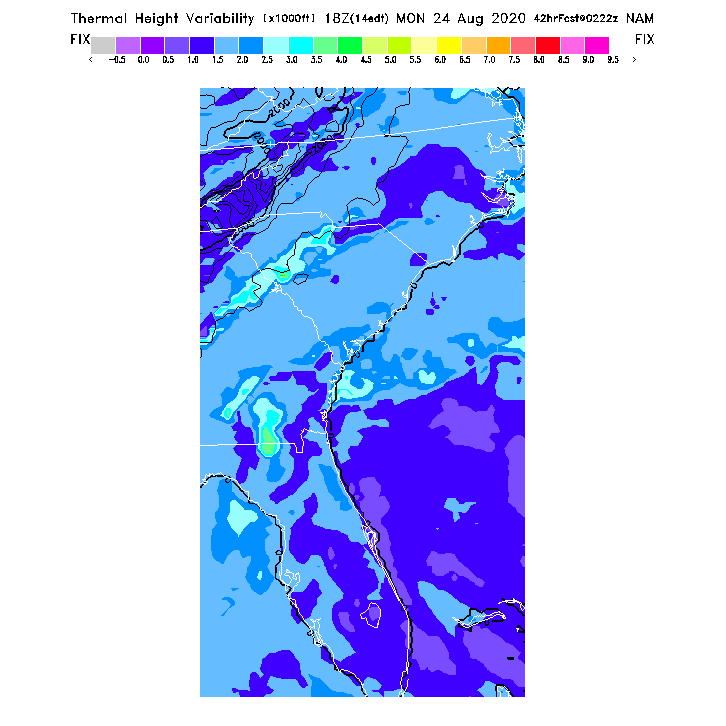 Thermal Height Variability [x1000ft] 18Z(14edt) MON 24 Aug 2020 42hrFcst@0222z NAM
FIX FIX
< -0.5 0.0 0.5 1.0 1.5 2.0 2.5 3.0 3.5 4.0 4.5 5.0 5.5 6.0 6.5 7.0 7.5 8.0 8.5 9.0 9.5 >
2000
2000